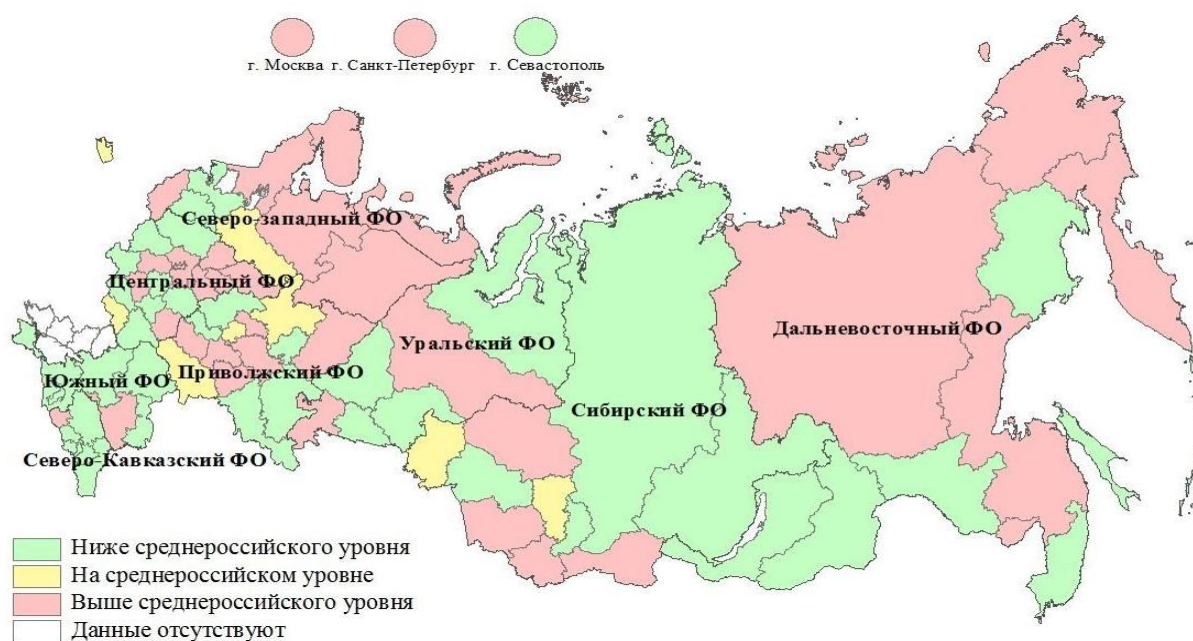 г. Москва г. Санкт-Петербург г. Севастополь
Северо-западный ФО
Центральный ФО
Дальневосточный ФО
Уральский ФО
Южный ФО
Приволжский ФО
Сибирский ФО
Северо-Кавказский ФО
Ниже среднероссийского уровня
На среднероссийском уровне
Выше среднероссийского уровня
Данные отсутствуют